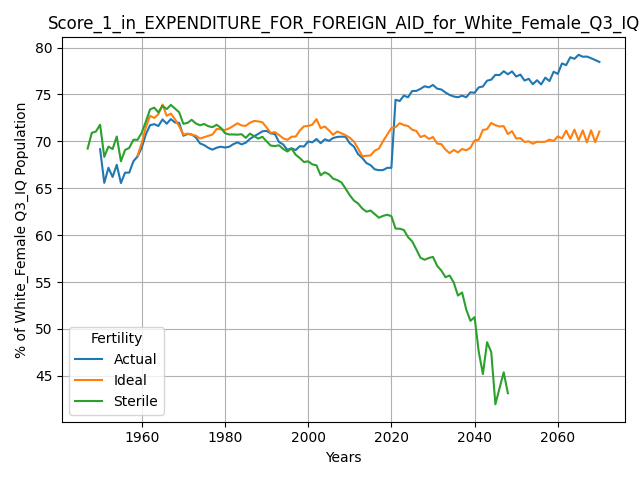 Score_1_in_EXPENDITURE_FOR_FOREIGN_AID_for_White_Female_Q3_IQ
% of White_Female Q3_IQ Population
80
75
70
65
60
55
50
45
Fertility
Actual
Ideal
Sterile
1960 1980 2000 2020 2040 2060
Years